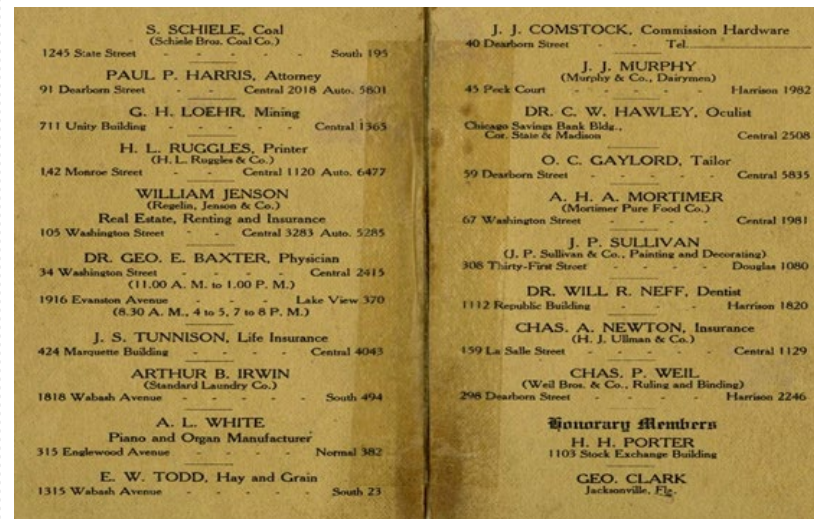 S. SCHIELE, Coal
(Schiele Bros. Coal Co.)
1245 State Street - - - South 195
PAUL P. HARRIS, Attorney
91 Dearborn Street - - Central 2018 Auto. 5801
G. H. LOEHR, Mining
711 Unity Building - - - - Central 1365
H. L. RUGGLES, Printer
(H. L. Ruggles & Co.)
142 Monroe Street - - Central 1120 Auto. 6477
WILLIAM JENSON
(Regelin, Jenson & Co.)
Real Estate, Renting and Insurance
105 Washington Street - - Central 3283 Auto. 5285
DR. GEO. E. BAXTER, Physician
34 Washington Street - - - - Central 2415
(11.00 A. M. to 1.00 P. M.)
1916 Evanston Avenue - - - Lake View 370
(8.30 A. M., 4 to 5, 7 to 8 P. M.)
J. S. TUNNISON, Life Insurance
424 Marquette Building - - - - Central 4043
ARTHUR B. IRWIN
(Standard Laundry Co.)
1818 Wabash Avenue - - - - South 494
A. L. WHITE
Piano and Organ Manufacturer
315 Englewood Avenue - - - - Normal 382
E. W. TODD, Hay and Grain
1315 Wabash Avenue - - - - South 23
J. J. COMSTOCK, Commission Hardware
40 Dearborn Street - - Tel.
J. J. MURPHY
(Murphy & Co., Dairymen)
45 Peck Court - - - - Harrison 1982
DR. C. W. HAWLEY, Oculist
Chicago Savings Bank Bldg.,
Cor. State & Madison Central 2508
O. C. GAYLORD, Tailor
59 Dearborn Street - - - - Central 5835
A. H. A. MORTIMER
(Mortimer Pure Food Co.)
67 Washington Street - - - - Central 1981
J. P. SULLIVAN
(J. P. Sullivan & Co., Painting and Decorating)
308 Thirty-First Street - - - - Douglas 1080
DR. WILL R. NEFF, Dentist
1112 Republic Building - - - Harrison 1820
CHAS. A. NEWTON, Insurance
(H. J. Ullman & Co.)
159 La Salle Street - - - - Central 1129
CHAS. P. WEIL
(Weil Bros. & Co., Ruling and Binding)
298 Dearborn Street - - - - Harrison 2246
Honorary Members
H. H. PORTER
1103 Stock Exchange Building
GEO. CLARK
Jacksonville, Fla.